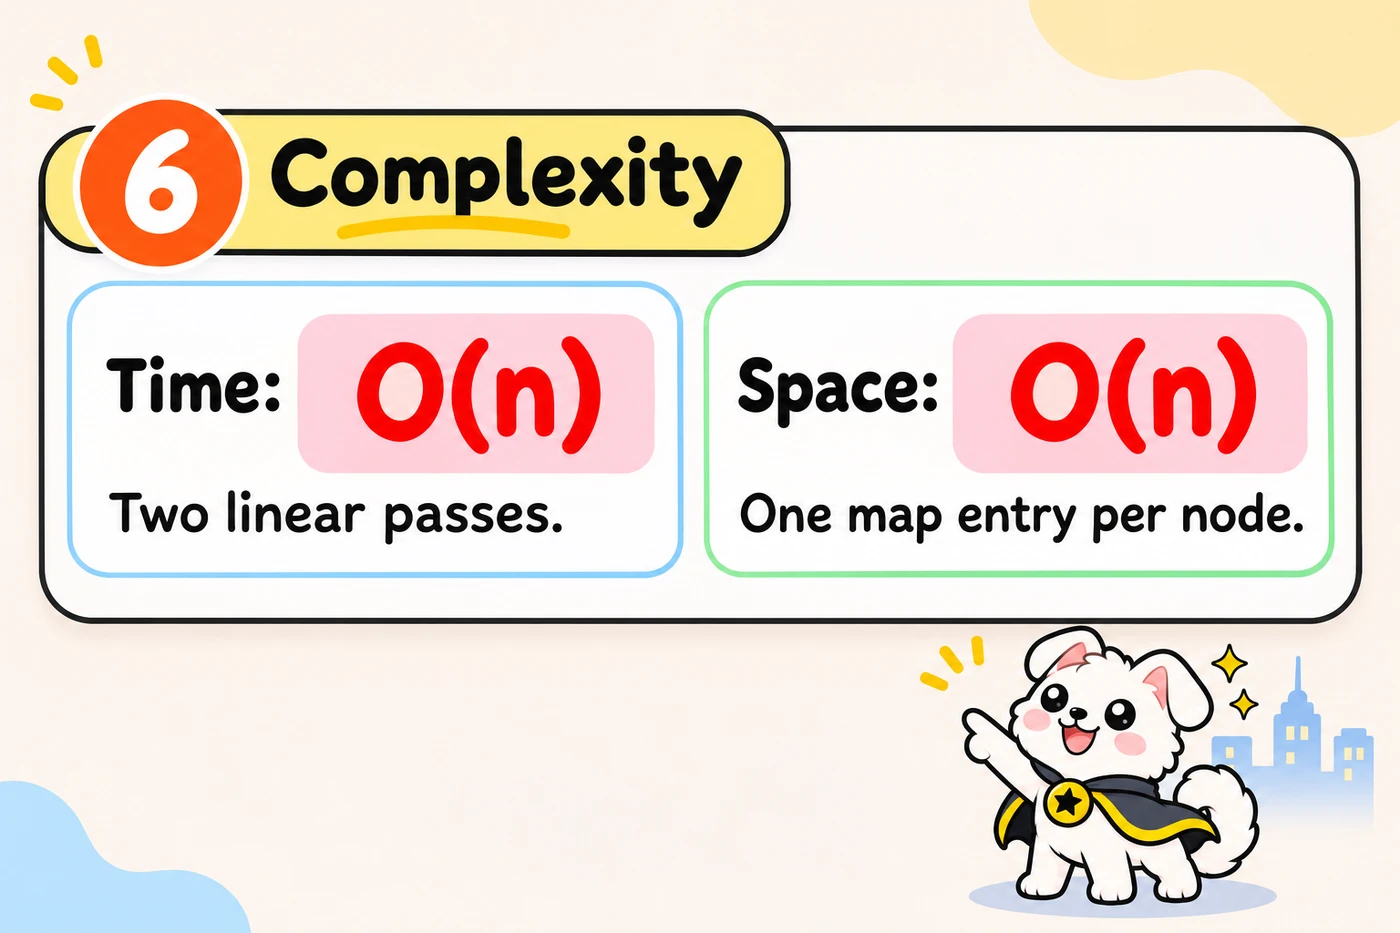 6 Complexity
Time: O(n)
Two linear passes.
Space: O(n)
One map entry per node.